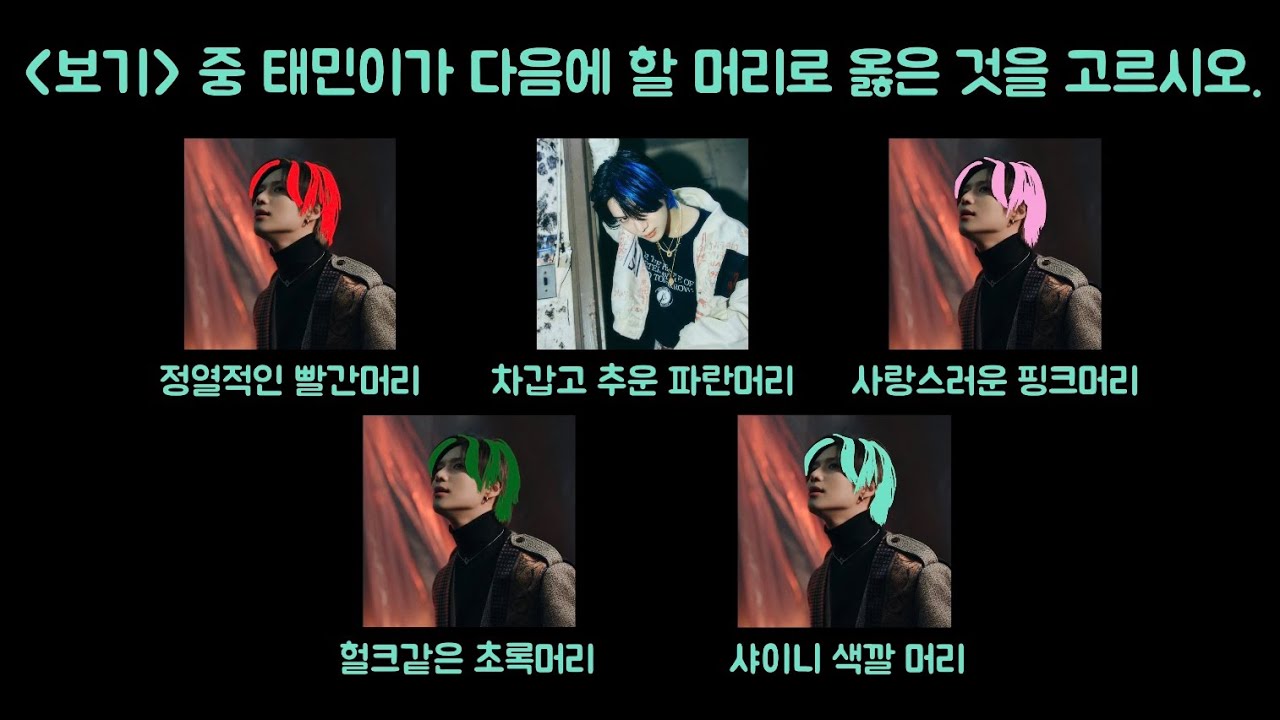 <보기> 중 태민이가 다음에 할 머리로 옳은 것을 고르시오.
정열적인 빨간머리
차갑고 추운 파란머리
사랑스러운 핑크머리
헐크같은 초록머리
샤이니 색깔 머리